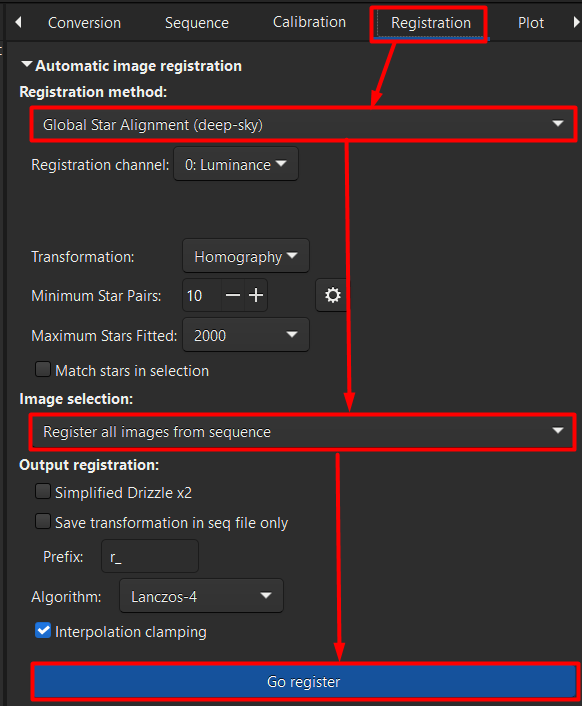 Conversion Sequence Calibration Registration Plot
Automatic image registration
Registration method:
Global Star Alignment (deep-sky)
Registration channel: 0: Luminance
Transformation: Homography
Minimum Star Pairs: 10
Maximum Stars Fitted: 2000
Match stars in selection
Image selection:
Register all images from sequence
Output registration:
Simplified Drizzle x2
Save transformation in seq file only
Prefix: r_
Algorithm: Lanczos-4
Interpolation clamping
Go register